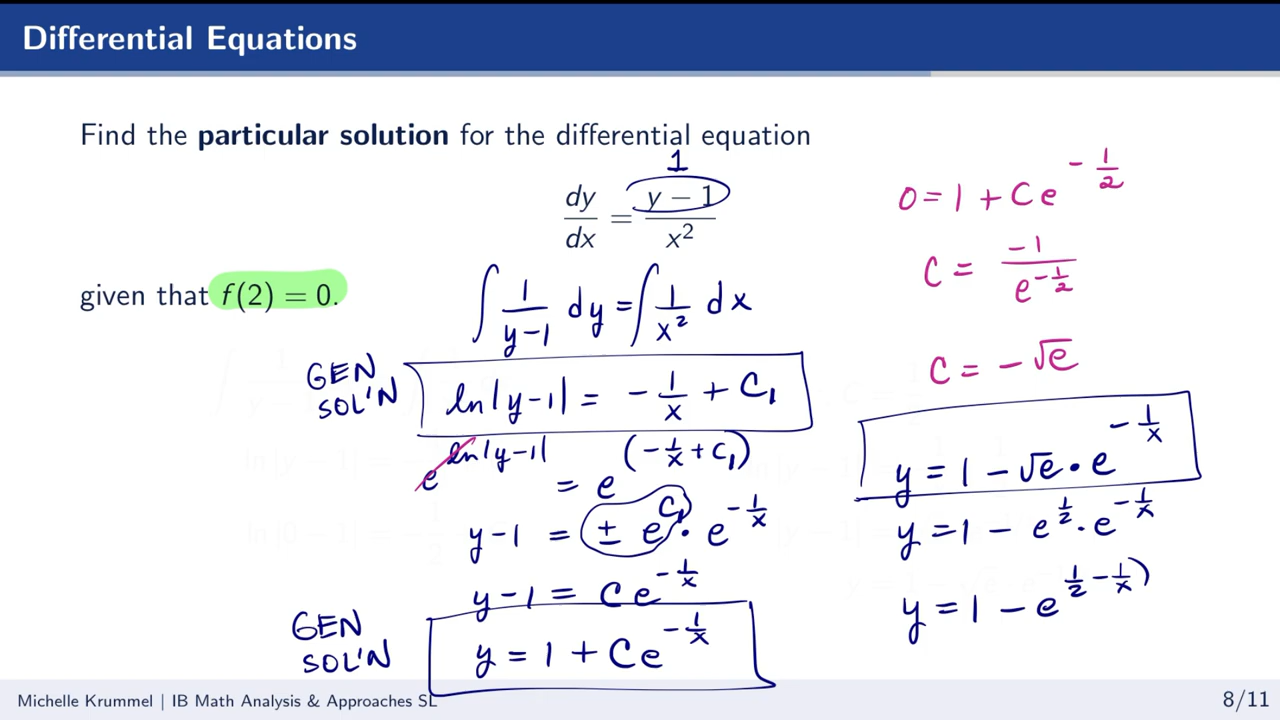 Differential Equations
Find the particular solution for the differential equation
1
dy/dx = (y − 1)/x²
given that f(2) = 0.
∫ 1/(y−1) dy = ∫ 1/x² dx
GEN SOL'N
ln|y−1| = −1/x + C₁
e^(ln|y−1|) = e^(−1/x + C₁)
y−1 = ± e^(C₁) · e^(−1/x)
y−1 = Ce^(−1/x)
GEN SOL'N
y = 1 + Ce^(−1/x)
0 = 1 + Ce^(−1/2)
C = −1/e^(−1/2)
C = −√e
y = 1 − √e · e^(−1/x)
y = 1 − e^(1/2) · e^(−1/x)
y = 1 − e^(1/2 − 1/x)
Michelle Krummel | IB Math Analysis & Approaches SL
8/11